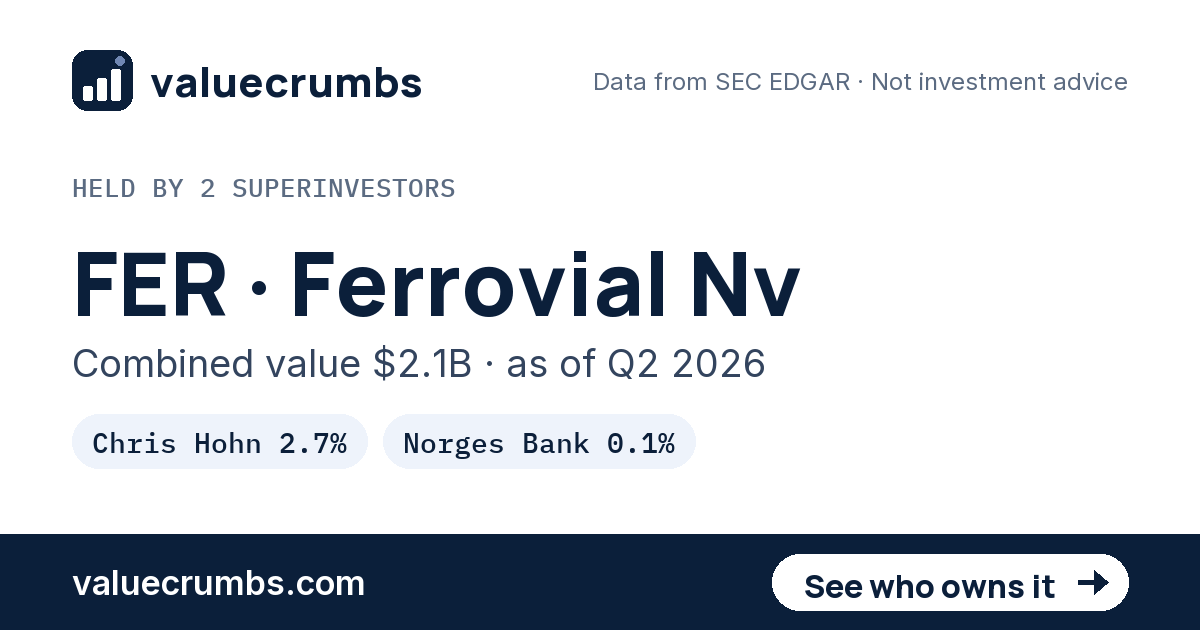 valuecrumbs
Data from SEC EDGAR · Not investment advice
HELD BY 2 SUPERINVESTORS
FER · Ferrovial Nv
Combined value $2.1B · as of Q2 2026
Chris Hohn 2.7%
Norges Bank 0.1%
valuecrumbs.com
See who owns it →